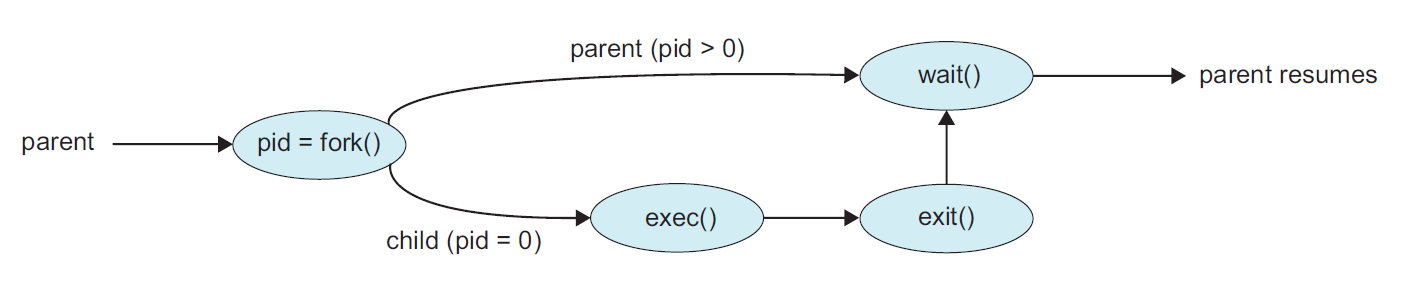 parent (pid > 0)
wait()
parent resumes
parent
pid = fork()
exec()
exit()
child (pid = 0)